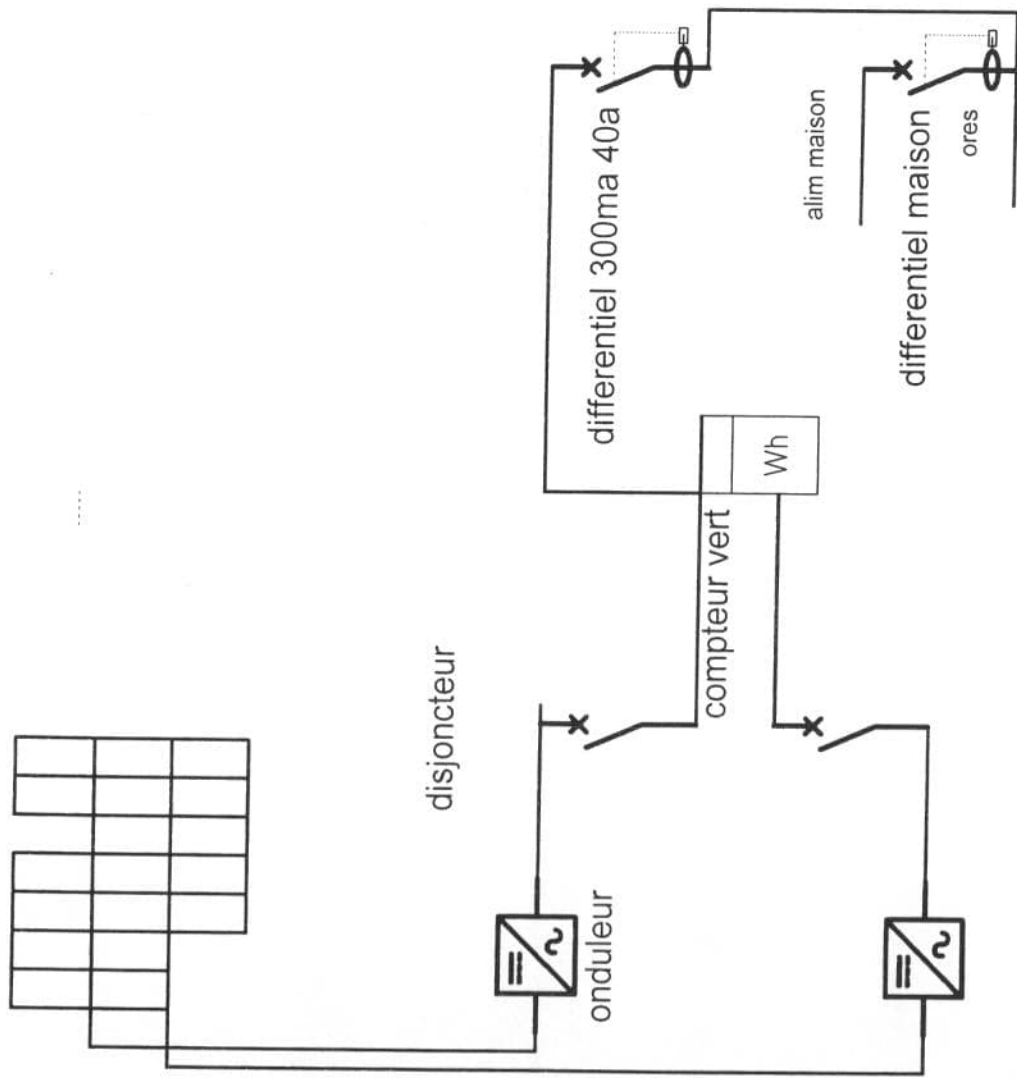 disjoncteur
onduleur
compteur vert
Wh
differentiel 300ma 40a
alim maison
differentiel maison
ores